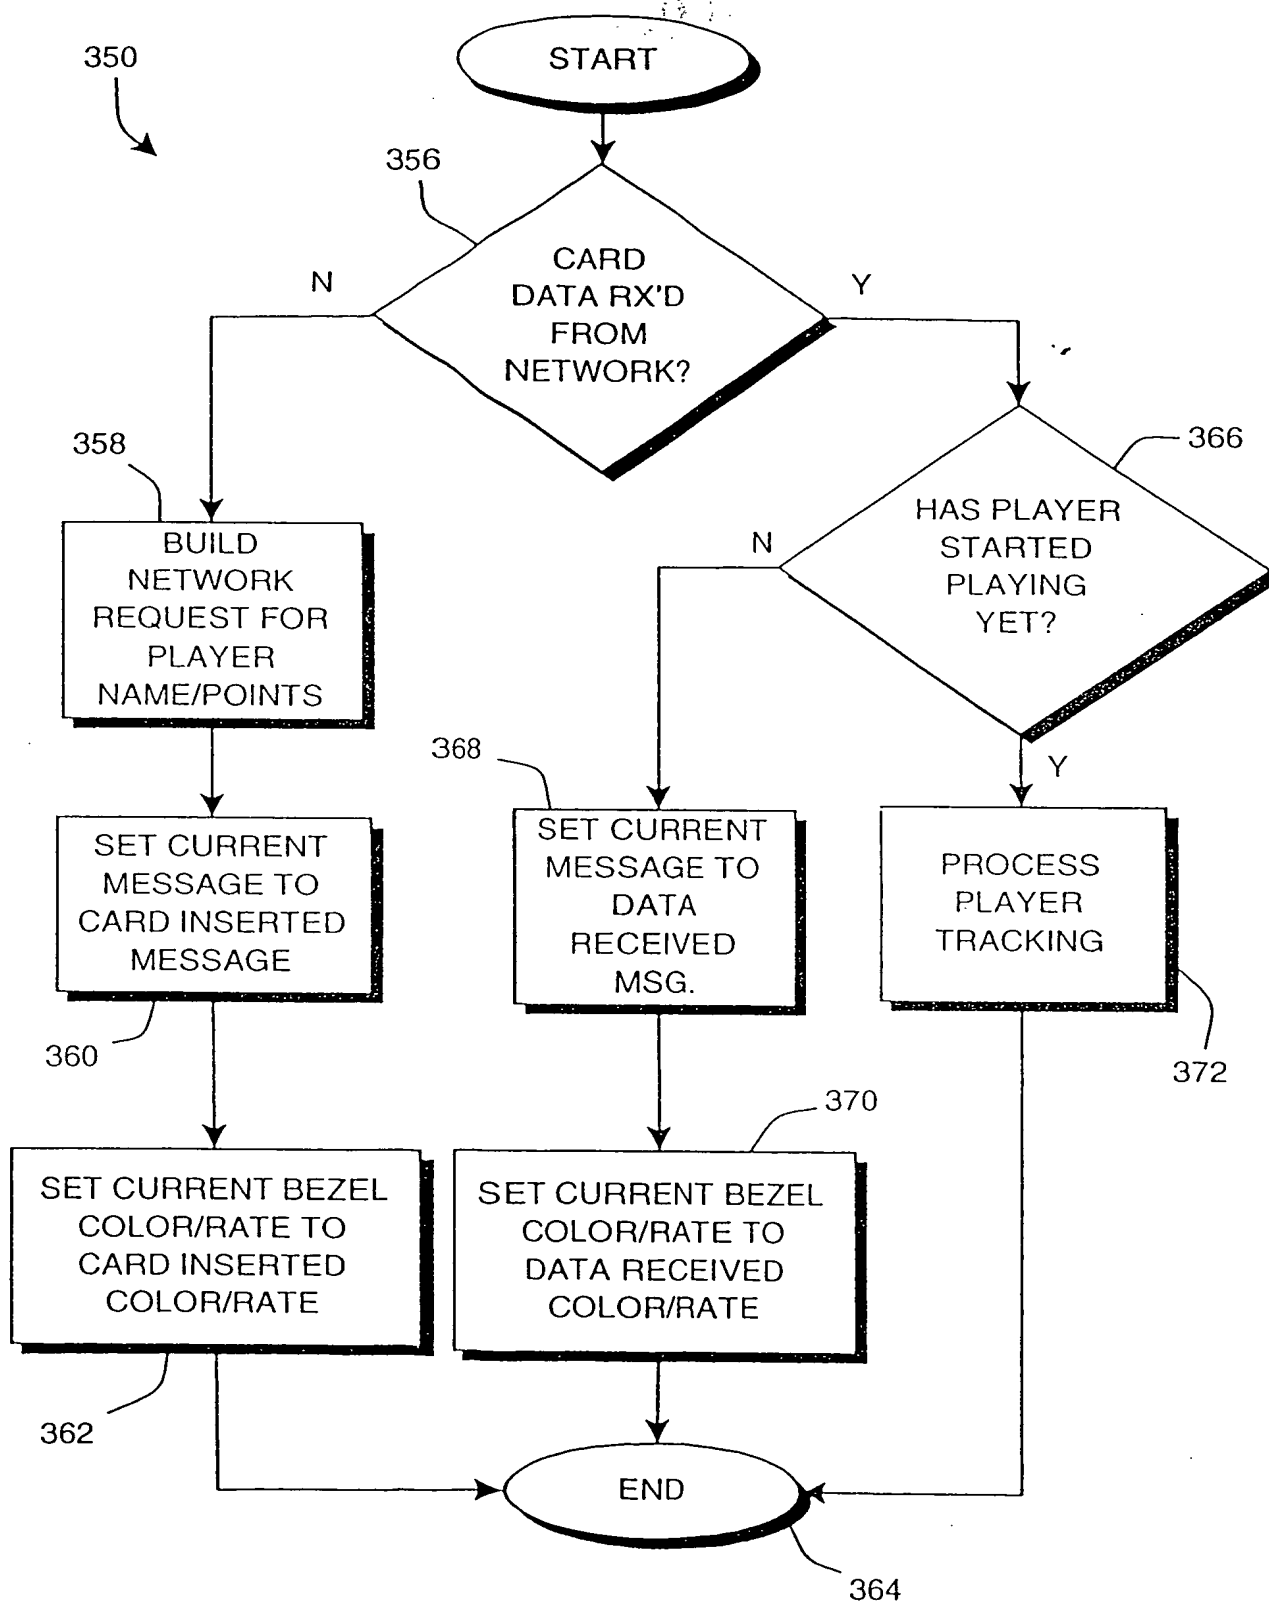 350
START
356
CARD
DATA RX'D
FROM
NETWORK?
N
Y
358
BUILD
NETWORK
REQUEST FOR
PLAYER
NAME/POINTS
366
HAS PLAYER
STARTED
PLAYING
YET?
N
Y
368
SET CURRENT
MESSAGE TO
CARD INSERTED
MESSAGE
360
SET CURRENT
MESSAGE TO
DATA
RECEIVED
MSG.
PROCESS
PLAYER
TRACKING
372
370
SET CURRENT BEZEL
COLOR/RATE TO
CARD INSERTED
COLOR/RATE
362
SET CURRENT BEZEL
COLOR/RATE TO
DATA RECEIVED
COLOR/RATE
END
364